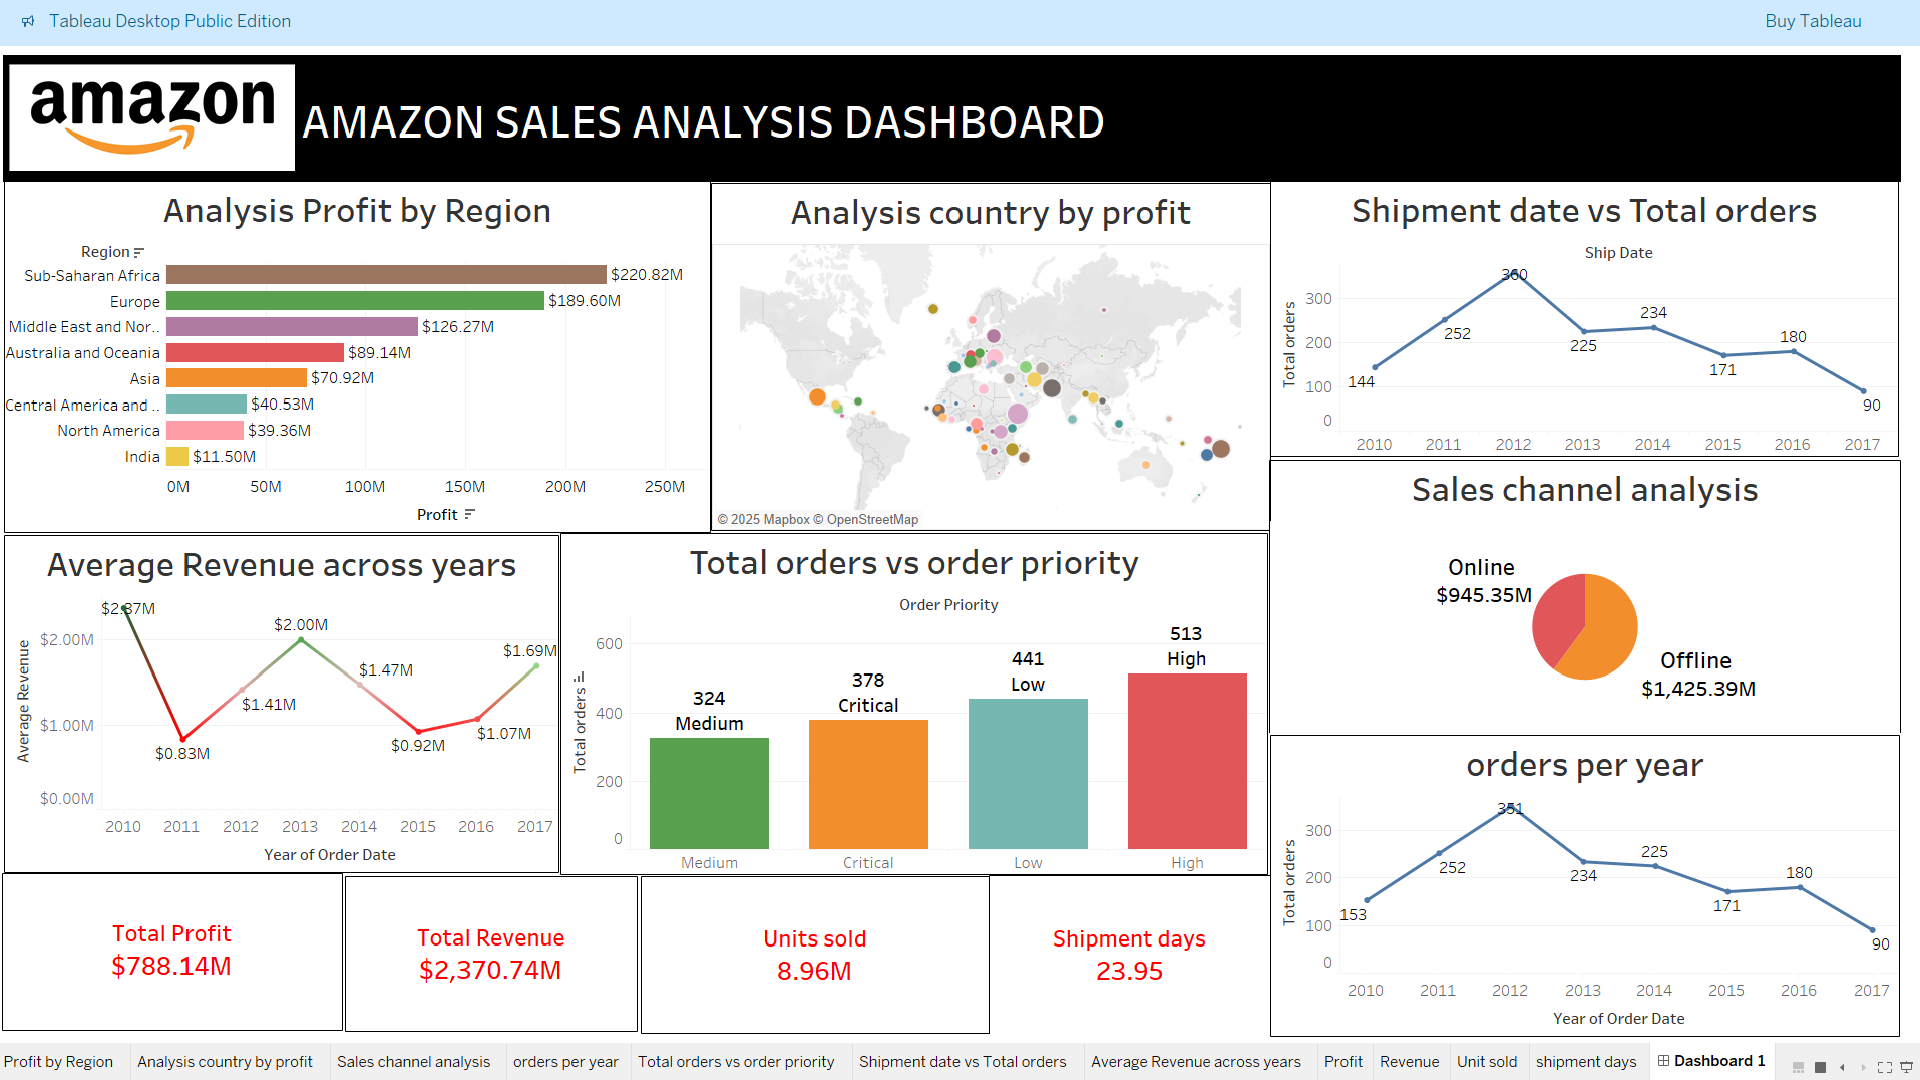 Tableau Desktop Public Edition
Buy Tableau
amazon
AMAZON SALES ANALYSIS DASHBOARD
Analysis Profit by Region
Region
Sub-Saharan Africa $220.82M
Europe $189.60M
Middle East and Nor.. $126.27M
Australia and Oceania $89.14M
Asia $70.92M
Central America and .. $40.53M
North America $39.36M
India $11.50M
0M 50M 100M 150M 200M 250M
Profit
Analysis country by profit
© 2025 Mapbox © OpenStreetMap
Shipment date vs Total orders
Ship Date
Total orders
300
200
100
0
144
252
360
225
234
171
180
90
2010 2011 2012 2013 2014 2015 2016 2017
Sales channel analysis
Online
$945.35M
Offline
$1,425.39M
Average Revenue across years
Average Revenue
$2.00M
$1.00M
$0.00M
$2.37M
$0.83M
$1.41M
$2.00M
$1.47M
$0.92M
$1.07M
$1.69M
2010 2011 2012 2013 2014 2015 2016 2017
Year of Order Date
Total orders vs order priority
Order Priority
Total orders
600
400
200
0
324
Medium
378
Critical
441
Low
513
High
Medium Critical Low High
orders per year
Total orders
300
200
100
0
153
252
351
234
225
171
180
90
2010 2011 2012 2013 2014 2015 2016 2017
Year of Order Date
Total Profit
$788.14M
Total Revenue
$2,370.74M
Units sold
8.96M
Shipment days
23.95
Profit by Region Analysis country by profit Sales channel analysis orders per year Total orders vs order priority Shipment date vs Total orders Average Revenue across years Profit Revenue Unit sold shipment days Dashboard 1